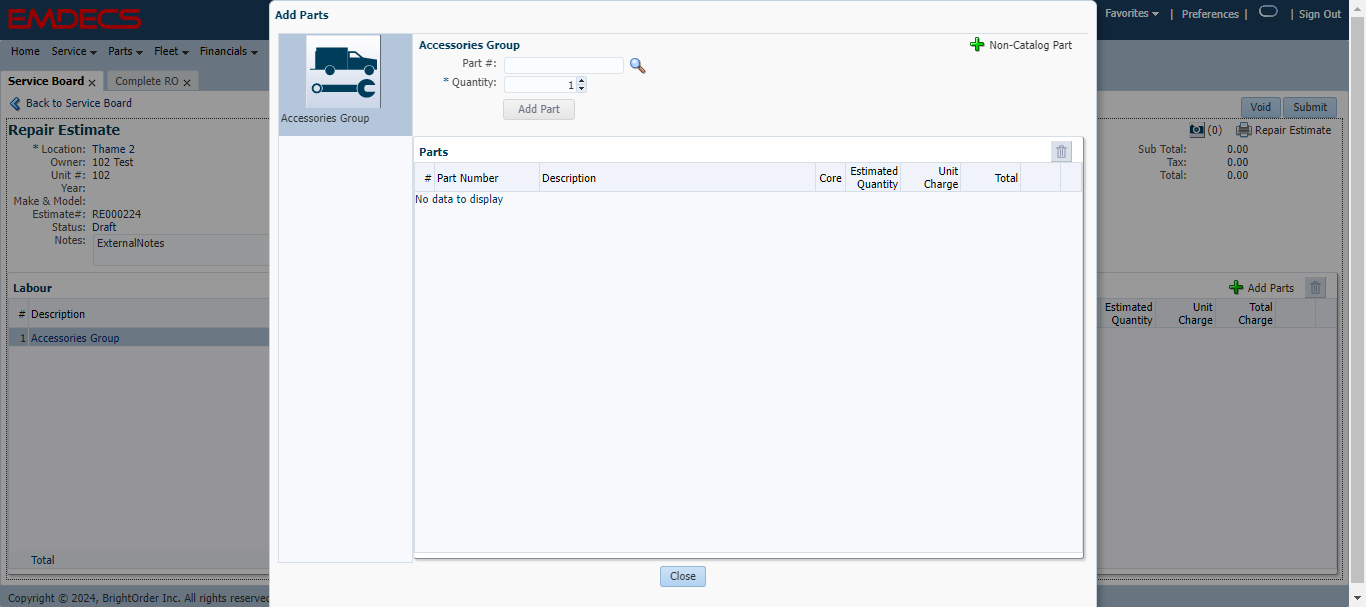 EMDECS
Favorites | Preferences | | Sign Out
Home Service Parts Fleet Financials
Service Board x Complete RO x
Back to Service Board
Void Submit
Repair Estimate
(0) Repair Estimate
* Location: Thame 2
Owner: 102 Test
Unit #: 102
Year:
Make & Model:
Estimate#: RE000224
Status: Draft
Notes: ExternalNotes
Sub Total: 0.00
Tax: 0.00
Total: 0.00
Labour
# Description
1 Accessories Group
Total
Add Parts
Estimated Quantity Unit Charge Total Charge
Copyright © 2024, BrightOrder Inc. All rights reserve
Add Parts
Accessories Group
Accessories Group
Non-Catalog Part
Part #:
* Quantity: 1
Add Part
Parts
# Part Number Description Core Estimated Quantity Unit Charge Total
No data to display
Close